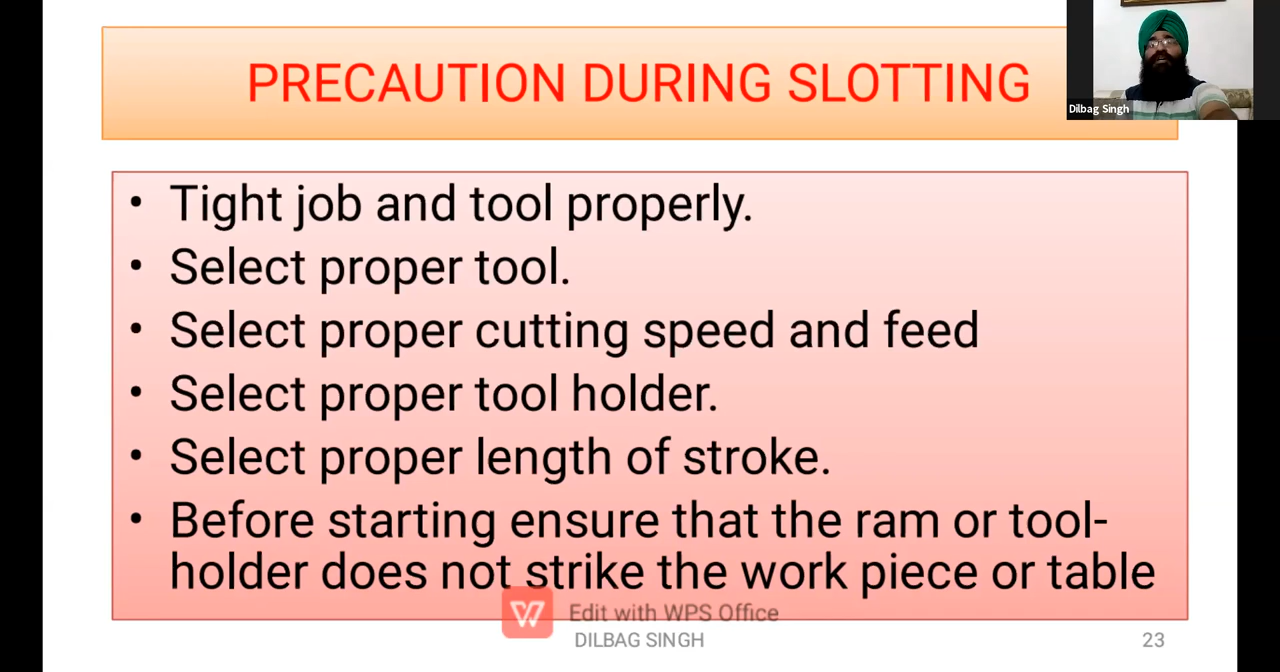 PRECAUTION DURING SLOTTING
Dilbag Singh
• Tight job and tool properly.
• Select proper tool.
• Select proper cutting speed and feed
• Select proper tool holder.
• Select proper length of stroke.
• Before starting ensure that the ram or tool-
holder does not strike the work piece or table
W Edit with WPS Office
DILBAG SINGH
23